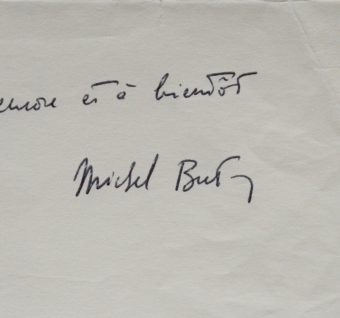 encore et à bientôt
Michel Butor